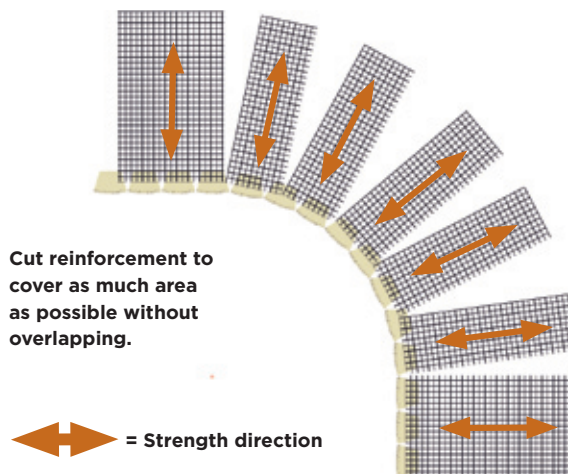 Cut reinforcement to
cover as much area
as possible without
overlapping.
= Strength direction